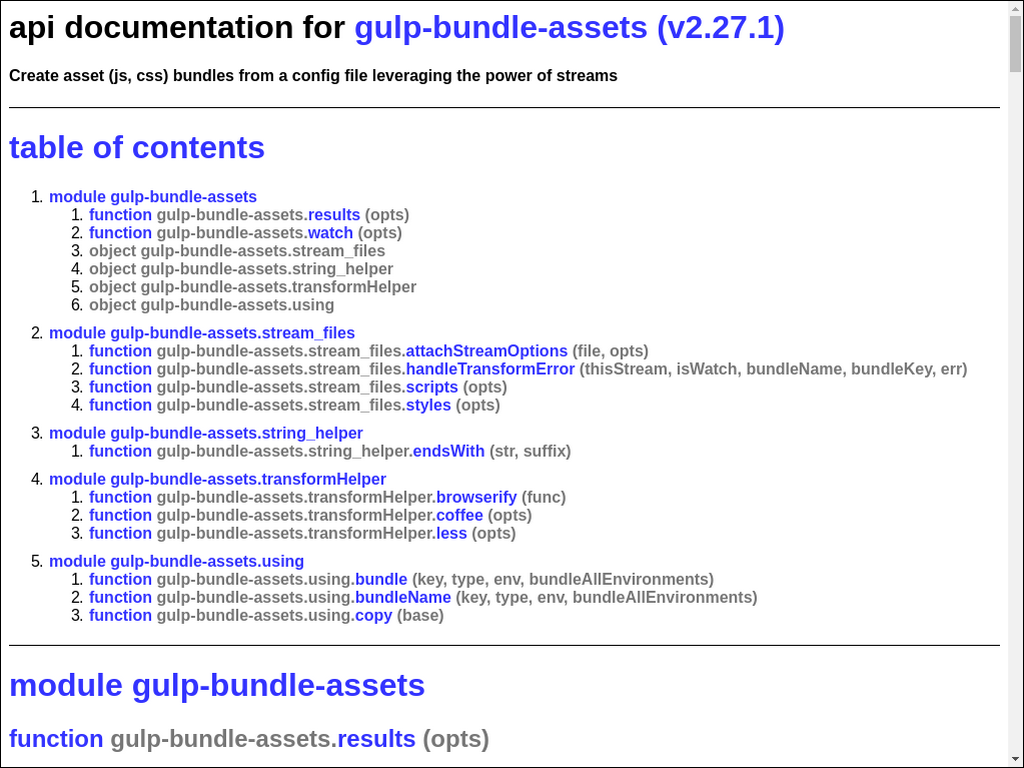 api documentation for gulp-bundle-assets (v2.27.1)
Create asset (js, css) bundles from a config file leveraging the power of streams
table of contents
1. module gulp-bundle-assets
1. function gulp-bundle-assets.results (opts)
2. function gulp-bundle-assets.watch (opts)
3. object gulp-bundle-assets.stream_files
4. object gulp-bundle-assets.string_helper
5. object gulp-bundle-assets.transformHelper
6. object gulp-bundle-assets.using
2. module gulp-bundle-assets.stream_files
1. function gulp-bundle-assets.stream_files.attachStreamOptions (file, opts)
2. function gulp-bundle-assets.stream_files.handleTransformError (thisStream, isWatch, bundleName, bundleKey, err)
3. function gulp-bundle-assets.stream_files.scripts (opts)
4. function gulp-bundle-assets.stream_files.styles (opts)
3. module gulp-bundle-assets.string_helper
1. function gulp-bundle-assets.string_helper.endsWith (str, suffix)
4. module gulp-bundle-assets.transformHelper
1. function gulp-bundle-assets.transformHelper.browserify (func)
2. function gulp-bundle-assets.transformHelper.coffee (opts)
3. function gulp-bundle-assets.transformHelper.less (opts)
5. module gulp-bundle-assets.using
1. function gulp-bundle-assets.using.bundle (key, type, env, bundleAllEnvironments)
2. function gulp-bundle-assets.using.bundleName (key, type, env, bundleAllEnvironments)
3. function gulp-bundle-assets.using.copy (base)
module gulp-bundle-assets
function gulp-bundle-assets.results (opts)